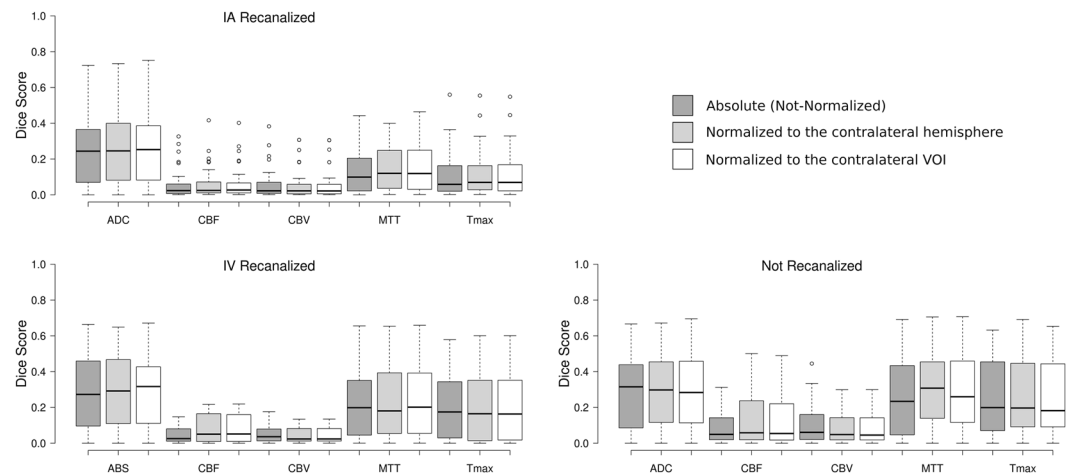 IA Recanalized
Dice Score
1.0
0.8
0.6
0.4
0.2
0.0
ADC CBF CBV MTT Tmax
Absolute (Not-Normalized)
Normalized to the contralateral hemisphere
Normalized to the contralateral VOI
IV Recanalized
Dice Score
1.0
0.8
0.6
0.4
0.2
0.0
ABS CBF CBV MTT Tmax
Not Recanalized
Dice Score
1.0
0.8
0.6
0.4
0.2
0.0
ADC CBF CBV MTT Tmax